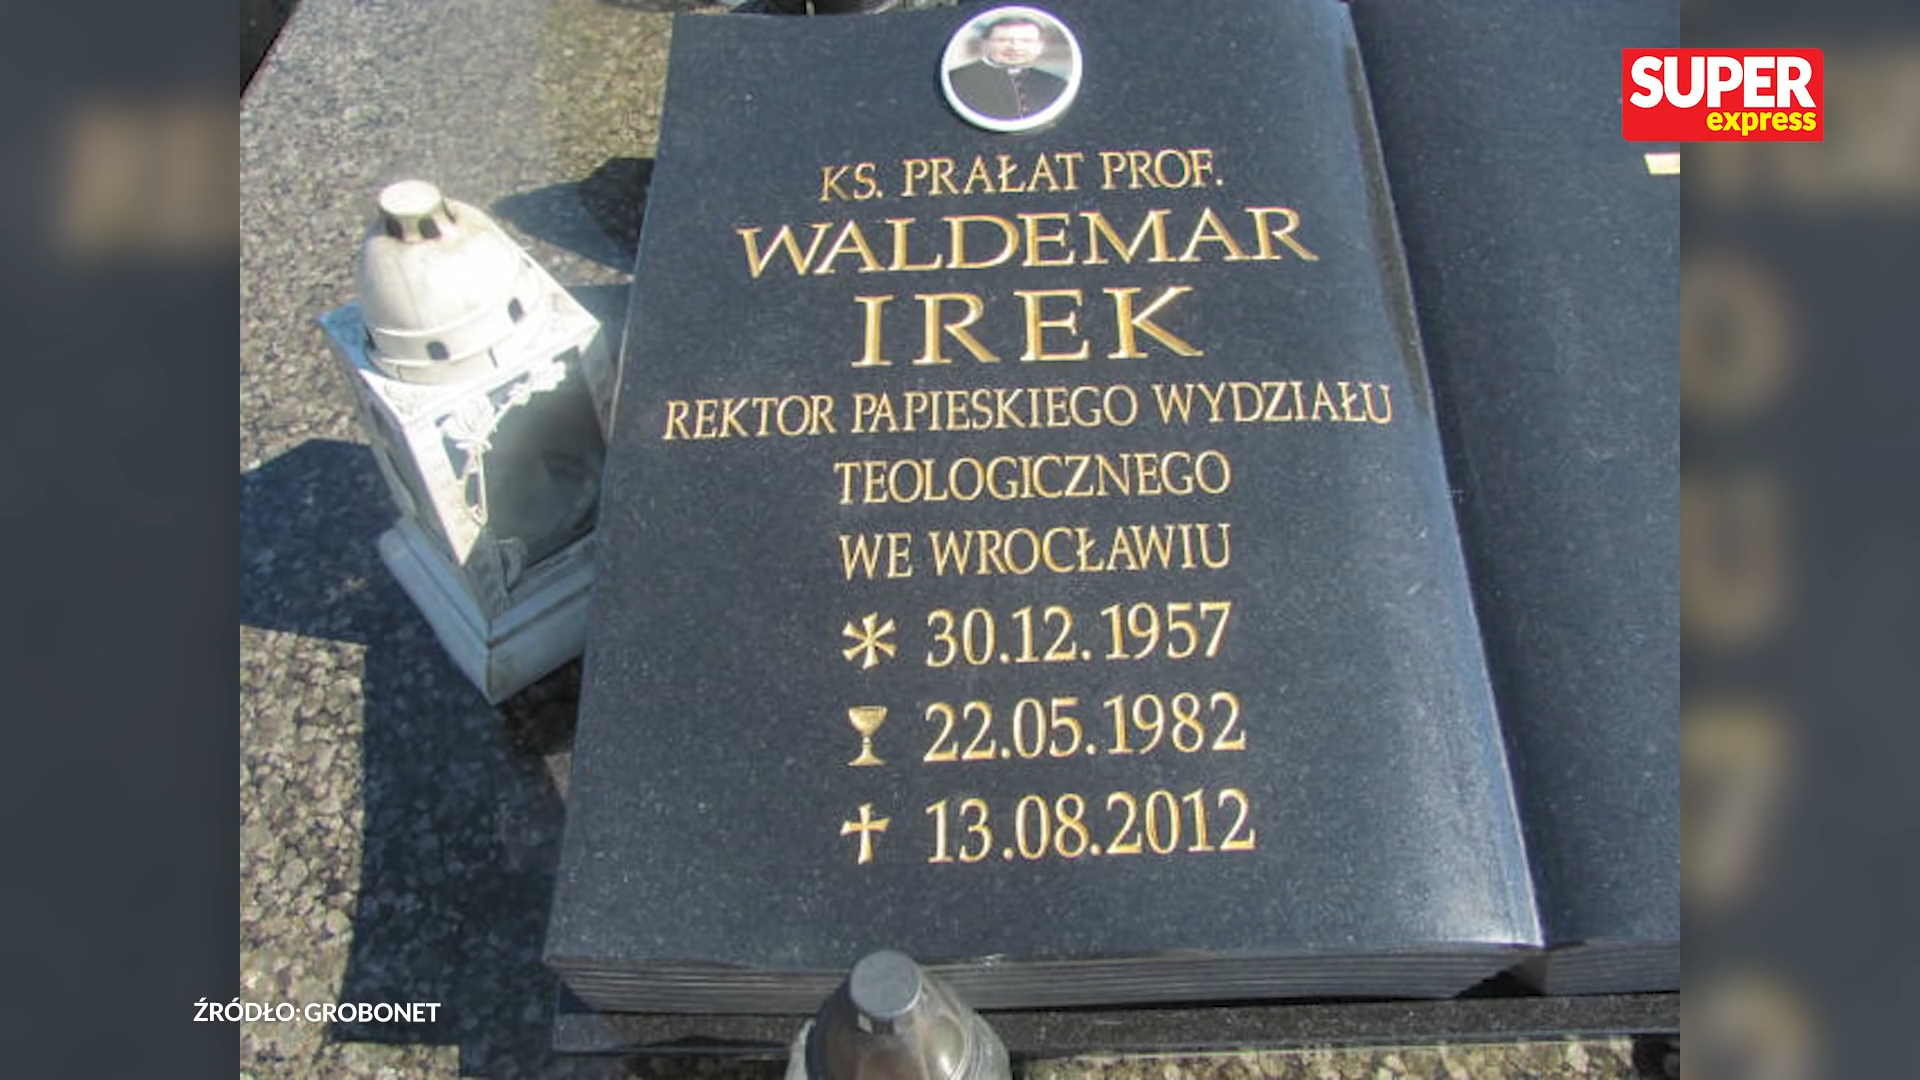 SUPER
express
KS. PRAŁAT PROF.
WALDEMAR
IREK
REKTOR PAPIESKIEGO WYDZIAŁU
TEOLOGICZNEGO
WE WROCŁAWIU
30.12.1957
22.05.1982
13.08.2012
ŹRÓDŁO: GROBONET